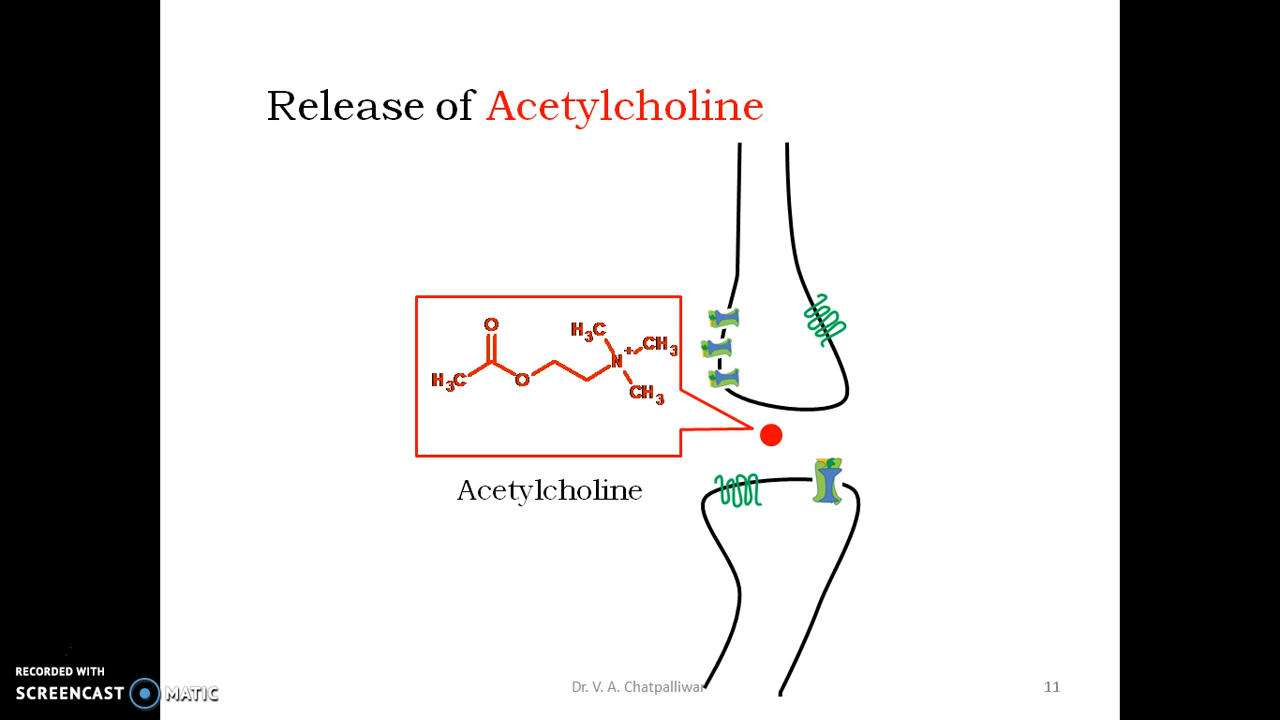 Release of Acetylcholine
O
H3C
CH3
N+
H3C
O
CH3
Acetylcholine
RECORDED WITH
SCREENCAST MATIC
Dr. V. A. Chatpalliwar
11